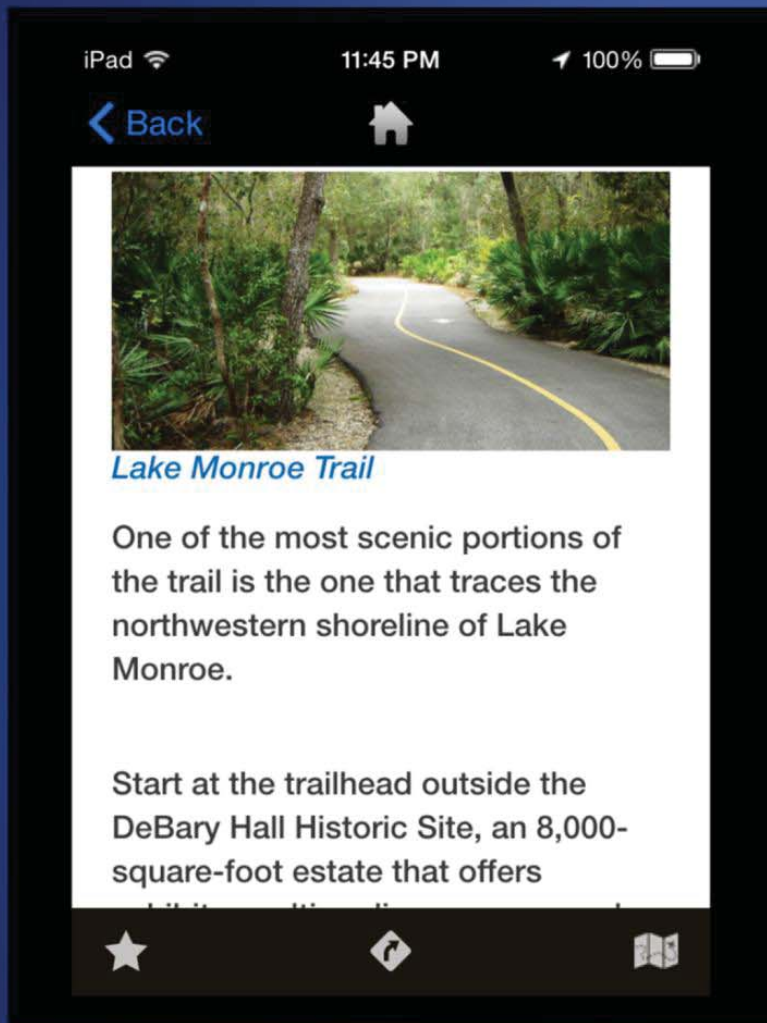 iPad 11:45 PM 100%
Back
Lake Monroe Trail
One of the most scenic portions of
the trail is the one that traces the
northwestern shoreline of Lake
Monroe.
Start at the trailhead outside the
DeBary Hall Historic Site, an 8,000-
square-foot estate that offers